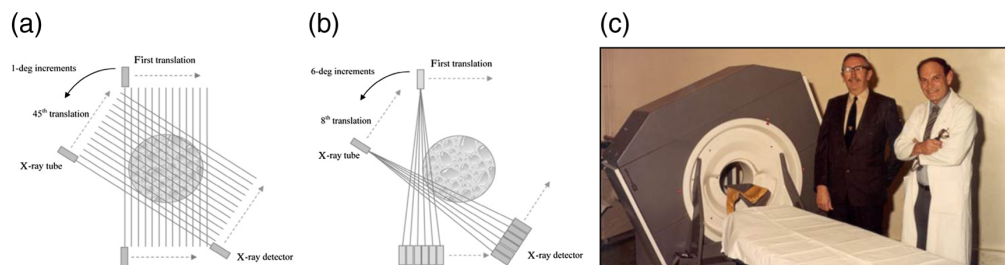 (a)
1-deg increments
First translation
45th translation
X-ray tube
X-ray detector
(b)
6-deg increments
First translation
8th translation
X-ray tube
X-ray detector
(c)